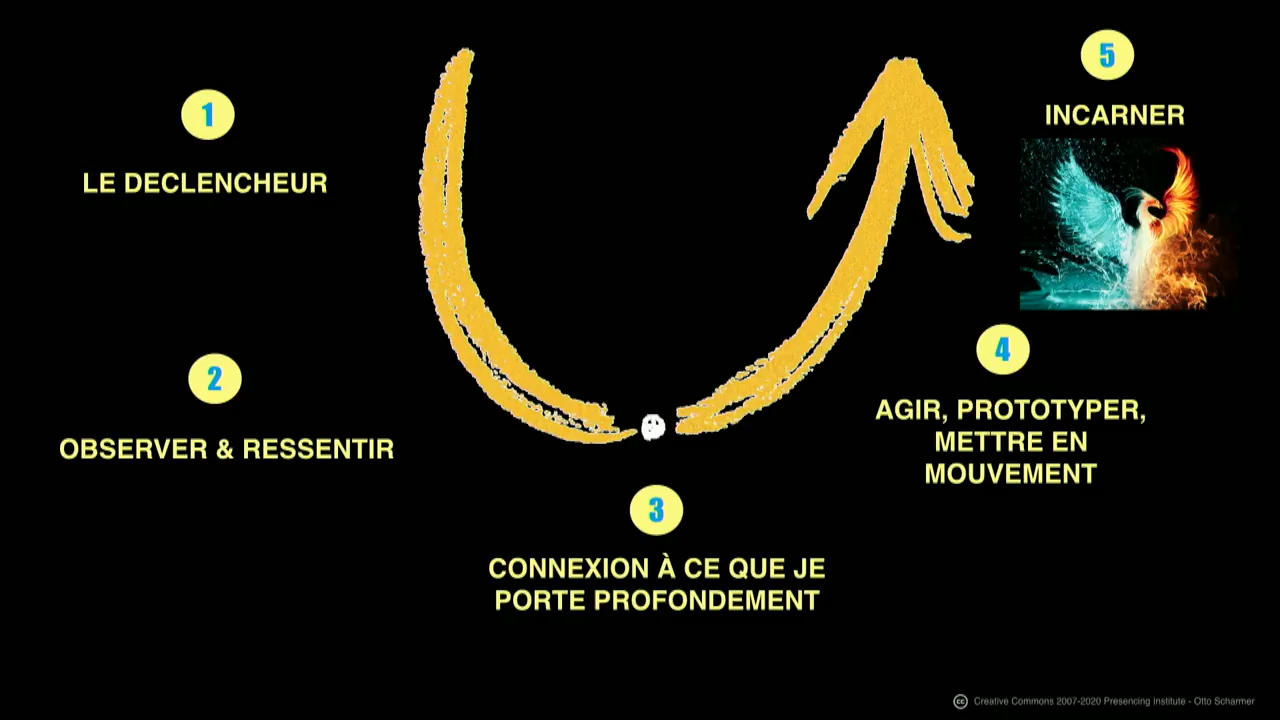 1
LE DECLENCHEUR
2
OBSERVER & RESSENTIR
3
CONNEXION À CE QUE JE
PORTE PROFONDEMENT
4
AGIR, PROTOTYPER,
METTRE EN
MOUVEMENT
5
INCARNER
cc Creative Commons 2007-2020 Presencing Institute - Otto Scharmer